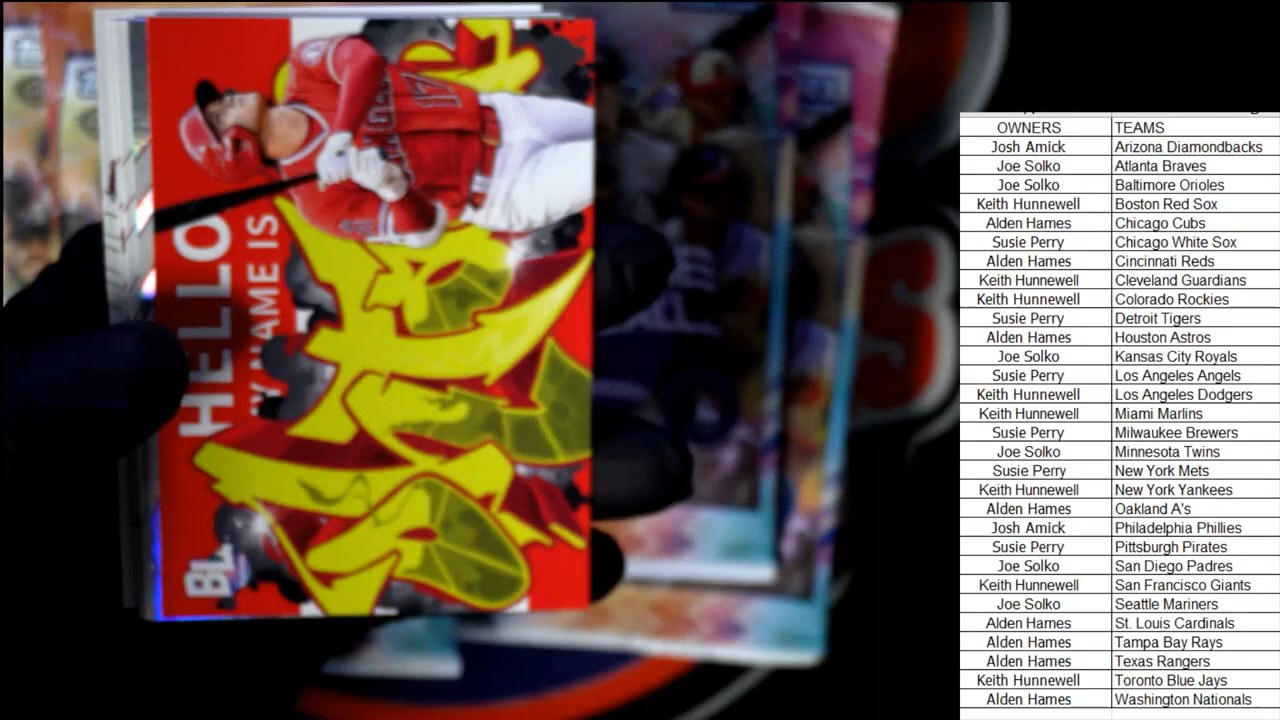 HELLO
MY NAME IS
17
BL
OWNERS TEAMS
Josh Amick Arizona Diamondbacks
Joe Solko Atlanta Braves
Joe Solko Baltimore Orioles
Keith Hunnewell Boston Red Sox
Alden Hames Chicago Cubs
Susie Perry Chicago White Sox
Alden Hames Cincinnati Reds
Keith Hunnewell Cleveland Guardians
Keith Hunnewell Colorado Rockies
Susie Perry Detroit Tigers
Alden Hames Houston Astros
Joe Solko Kansas City Royals
Susie Perry Los Angeles Angels
Keith Hunnewell Los Angeles Dodgers
Keith Hunnewell Miami Marlins
Susie Perry Milwaukee Brewers
Joe Solko Minnesota Twins
Susie Perry New York Mets
Keith Hunnewell New York Yankees
Alden Hames Oakland A's
Josh Amick Philadelphia Phillies
Susie Perry Pittsburgh Pirates
Joe Solko San Diego Padres
Keith Hunnewell San Francisco Giants
Joe Solko Seattle Mariners
Alden Hames St. Louis Cardinals
Alden Hames Tampa Bay Rays
Alden Hames Texas Rangers
Keith Hunnewell Toronto Blue Jays
Alden Hames Washington Nationals